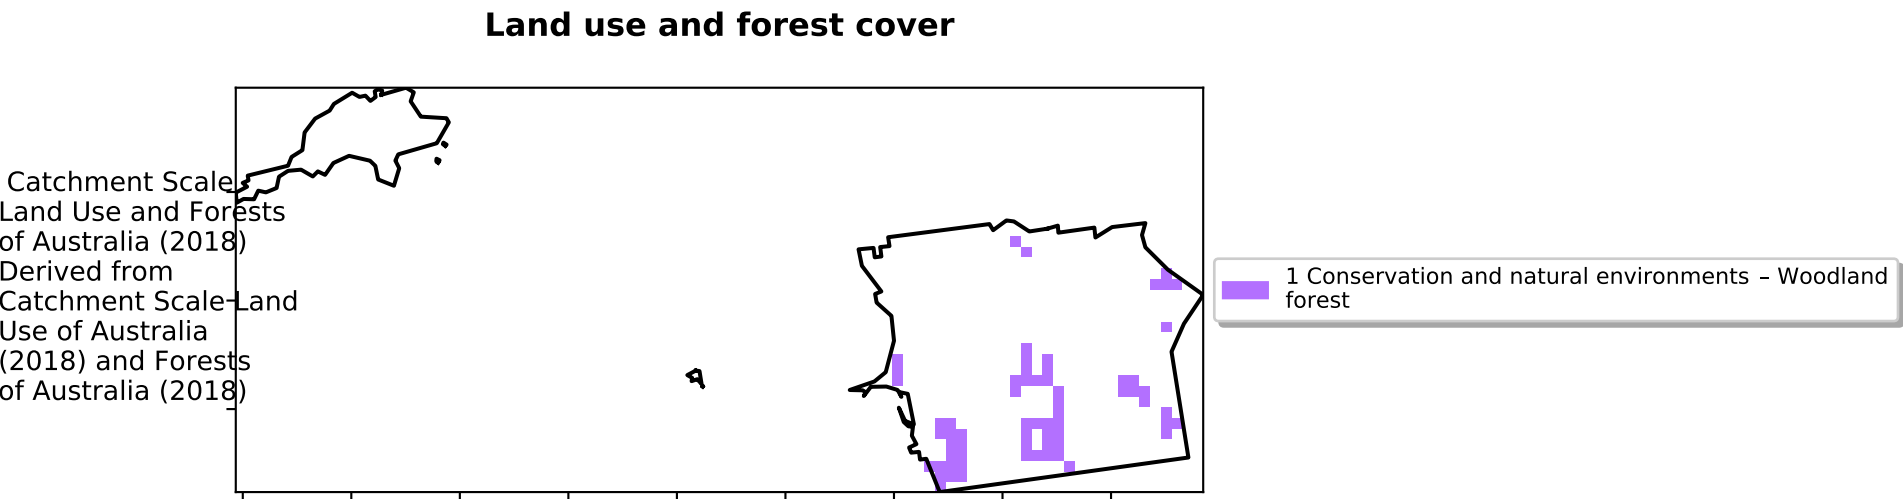 Land use and forest cover
Catchment Scale
Land Use and Forests
of Australia (2018)
Derived from
Catchment Scale Land
Use of Australia
(2018) and Forests
of Australia (2018)
1 Conservation and natural environments – Woodland
forest